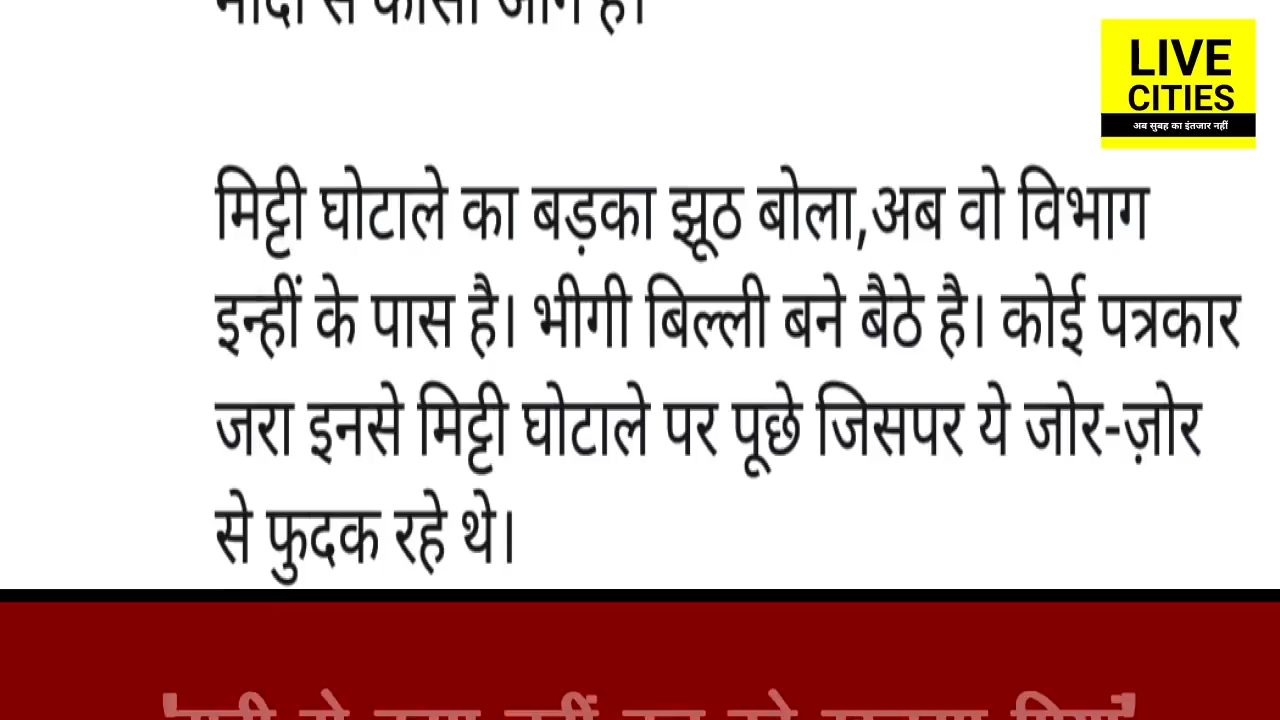 LIVE
CITIES
अब सुबह का इंतजार नहीं
मिट्टी घोटाले का बड़का झूठ बोला,अब वो विभाग
इन्हीं के पास है। भीगी बिल्ली बने बैठे है। कोई पत्रकार
जरा इनसे मिट्टी घोटाले पर पूछे जिसपर ये जोर-ज़ोर
से फुदक रहे थे।